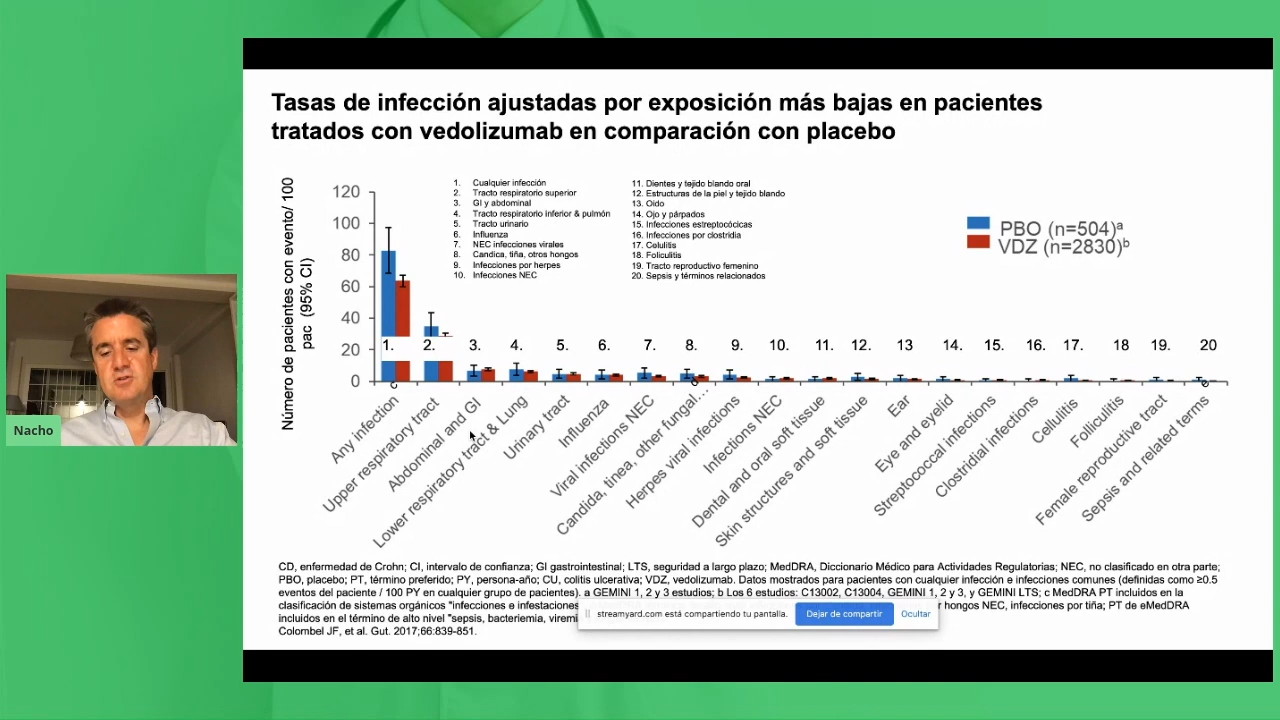 Tasas de infección ajustadas por exposición más bajas en pacientes
tratados con vedolizumab en comparación con placebo
Número de pacientes con evento/ 100
pac (95% CI)
120
100
80
60
40
20
0
1. Cualquier infección
2. Tracto respiratorio superior
3. GI y abdominal
4. Tracto respiratorio inferior & pulmón
5. Tracto urinario
6. Influenza
7. NEC infecciones virales
8. Candica, tiña, otros hongos
9. Infecciones por herpes
10. Infecciones NEC
11. Dientes y tejido blando oral
12. Estructuras de la piel y tejido blando
13. Oido
14. Ojo y párpados
15. Infecciones estreptocócicas
16. Infecciones por clostridia
17. Celulitis
18. Foliculitis
19. Tracto reproductivo femenino
20. Sepsis y términos relacionados
PBO (n=504)a
VDZ (n=2830)b
1. 2. 3. 4. 5. 6. 7. 8. 9. 10. 11. 12. 13 14. 15. 16. 17. 18 19. 20
Any infection c
Upper respiratory tract
Abdominal and GI
Lower respiratory tract & Lung
Urinary tract
Influenza
Viral infections NEC
Candida, tinea, other fungal... d
Herpes viral infections
Infections NEC
Dental and oral soft tissue
Skin structures and soft tissue
Ear
Eye and eyelid
Streptococcal infections
Clostridial infections
Cellulitis
Folliculitis
Female reproductive tract
Sepsis and related terms e
CD, enfermedad de Crohn; CI, intervalo de confianza; GI gastrointestinal; LTS, seguridad a largo plazo; MedDRA, Diccionario Médico para Actividades Regulatorias; NEC, no clasificado en otra parte;
PBO, placebo; PT, término preferido; PY, persona-año; CU, colitis ulcerativa; VDZ, vedolizumab. Datos mostrados para pacientes con cualquier infección e infecciones comunes (definidas como ≥0.5
eventos del paciente / 100 PY en cualquier grupo de pacientes). a GEMINI 1, 2 y 3 estudios; b Los 6 estudios: C13002, C13004, GEMINI 1, 2 y 3, y GEMINI LTS; c MedDRA PT incluidos en la
clasificación de sistemas orgánicos "infecciones e infestaciones hongos NEC, infecciones por tiña; PT de eMedDRA
incluidos en el término de alto nivel "sepsis, bacteriemia, viremi
Colombel JF, et al. Gut. 2017;66:839-851.
streamyard.com está compartiendo tu pantalla.
Dejar de compartir
Ocultar
Nacho